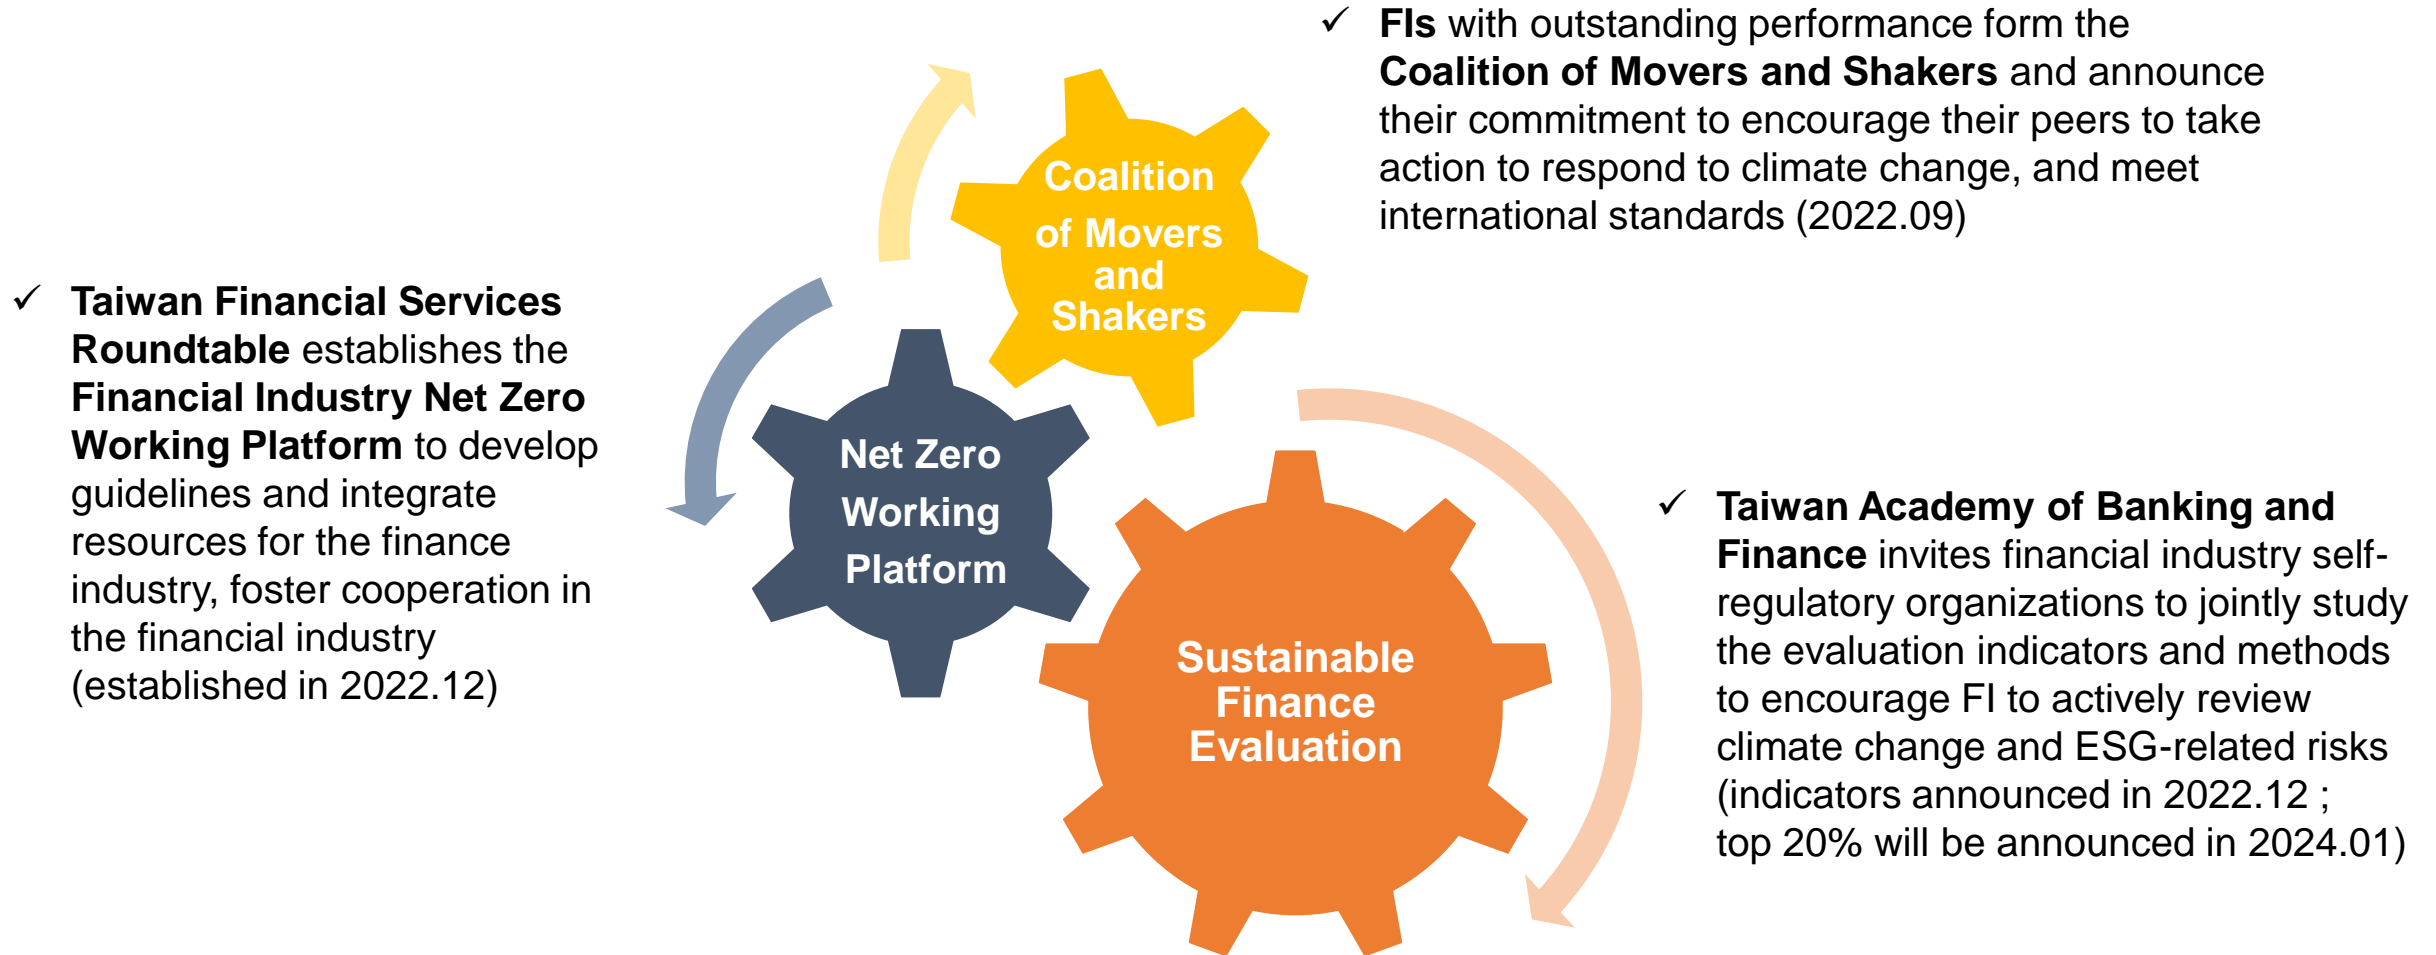 ✓ FIs with outstanding performance form the
Coalition of Movers and Shakers and announce
their commitment to encourage their peers to take
action to respond to climate change, and meet
international standards (2022.09)
Coalition
of Movers
and
Shakers
✓ Taiwan Financial Services
Roundtable establishes the
Financial Industry Net Zero
Working Platform to develop
guidelines and integrate
resources for the finance
industry, foster cooperation in
the financial industry
(established in 2022.12)
Net Zero
Working
Platform
Sustainable
Finance
Evaluation
✓ Taiwan Academy of Banking and
Finance invites financial industry self-
regulatory organizations to jointly study
the evaluation indicators and methods
to encourage FI to actively review
climate change and ESG-related risks
(indicators announced in 2022.12 ;
top 20% will be announced in 2024.01)